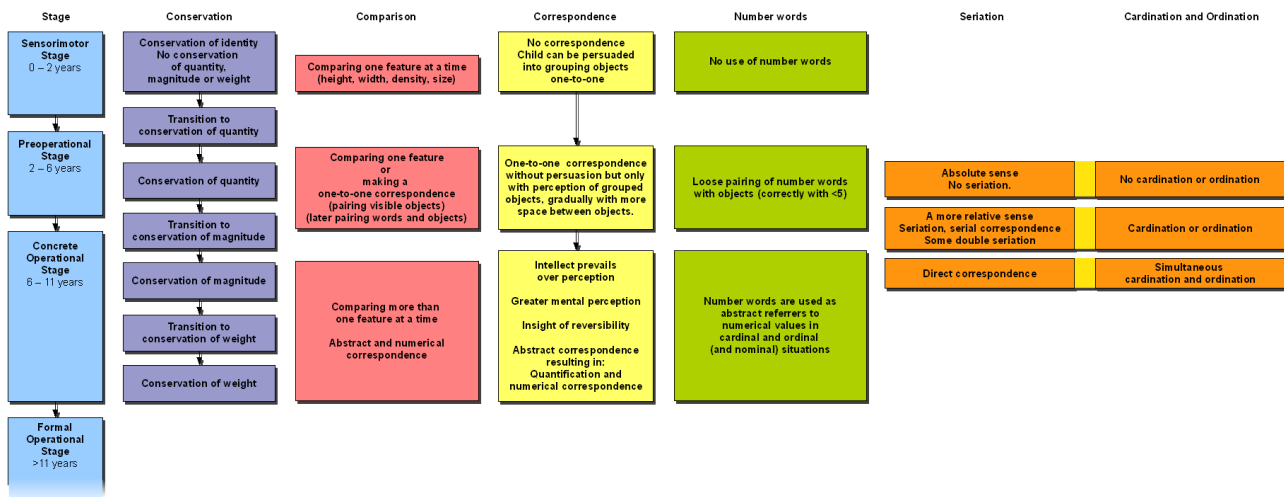 Stage
Conservation
Comparison
Correspondence
Number words
Seriation
Cardination and Ordination
Sensorimotor
Stage
0 – 2 years
Preoperational
Stage
2 – 6 years
Concrete
Operational
Stage
6 – 11 years
Formal
Operational
Stage
>11 years
Conservation of identity
No conservation
of quantity,
magnitude or weight
Transition to
conservation of quantity
Conservation of quantity
Transition to
conservation of magnitude
Conservation of magnitude
Transition to
conservation of weight
Conservation of weight
Comparing one feature at a time
(height, width, density, size)
Comparing one feature
or
making a
one-to-one correspondence
(pairing visible objects)
(later pairing words and objects)
Comparing more than
one feature at a time
Abstract and numerical
correspondence
No correspondence
Child can be persuaded
into grouping objects
one-to-one
One-to-one correspondence
without persuasion but only
with perception of grouped
objects, gradually with more
space between objects.
Intellect prevails
over perception
Greater mental perception
Insight of reversibility
Abstract correspondence
resulting in:
Quantification and
numerical correspondence
No use of number words
Loose pairing of number words
with objects (correctly with <5)
Number words are used as
abstract referrers to
numerical values in
cardinal and ordinal
(and nominal) situations
Absolute sense
No seriation.
A more relative sense
Seriation, serial correspondence
Some double seriation
Direct correspondence
No cardination or ordination
Cardination or ordination
Simultaneous
cardination and ordination